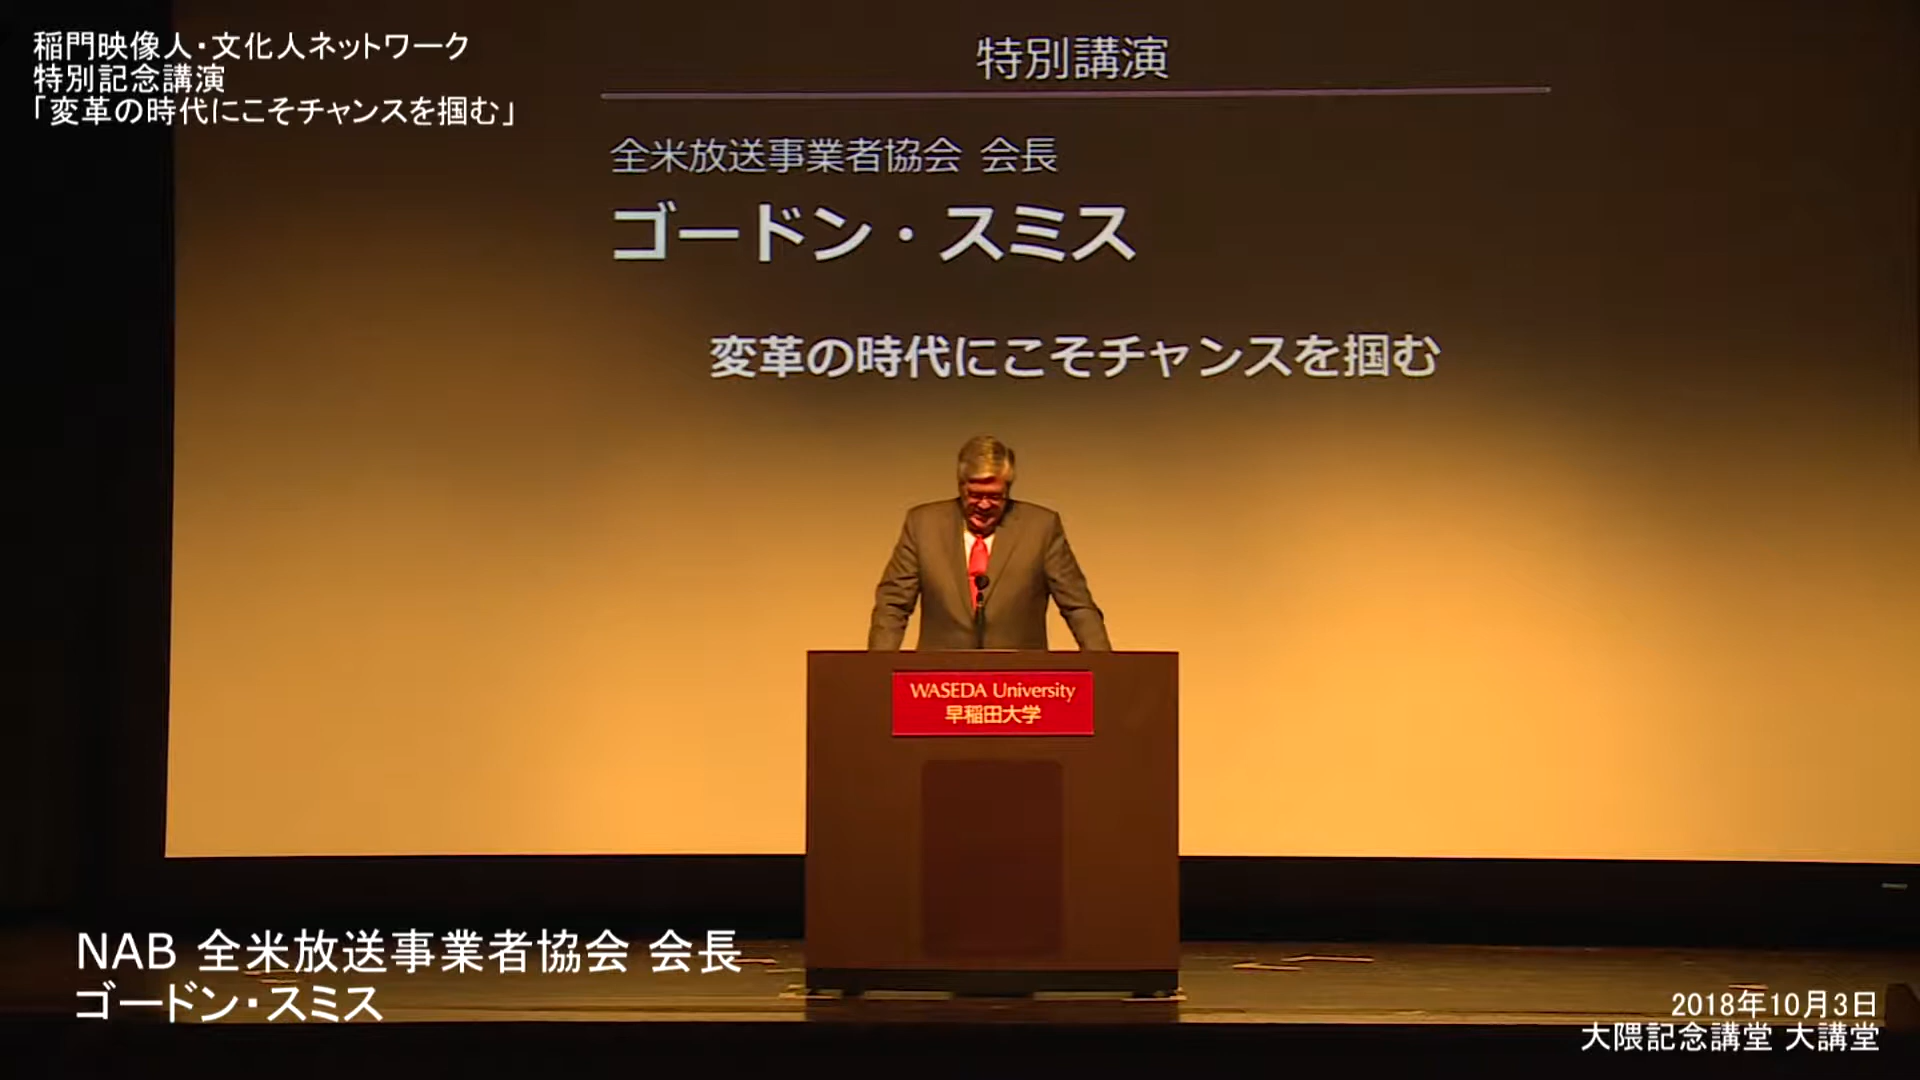 稲門映像人・文化人ネットワーク
特別記念講演
「変革の時代にこそチャンスを掴む」
特別講演
全米放送事業者協会 会長
ゴードン・スミス
変革の時代にこそチャンスを掴む
WASEDA University
早稲田大学
NAB 全米放送事業者協会 会長
ゴードン・スミス
2018年10月3日
大隈記念講堂 大講堂